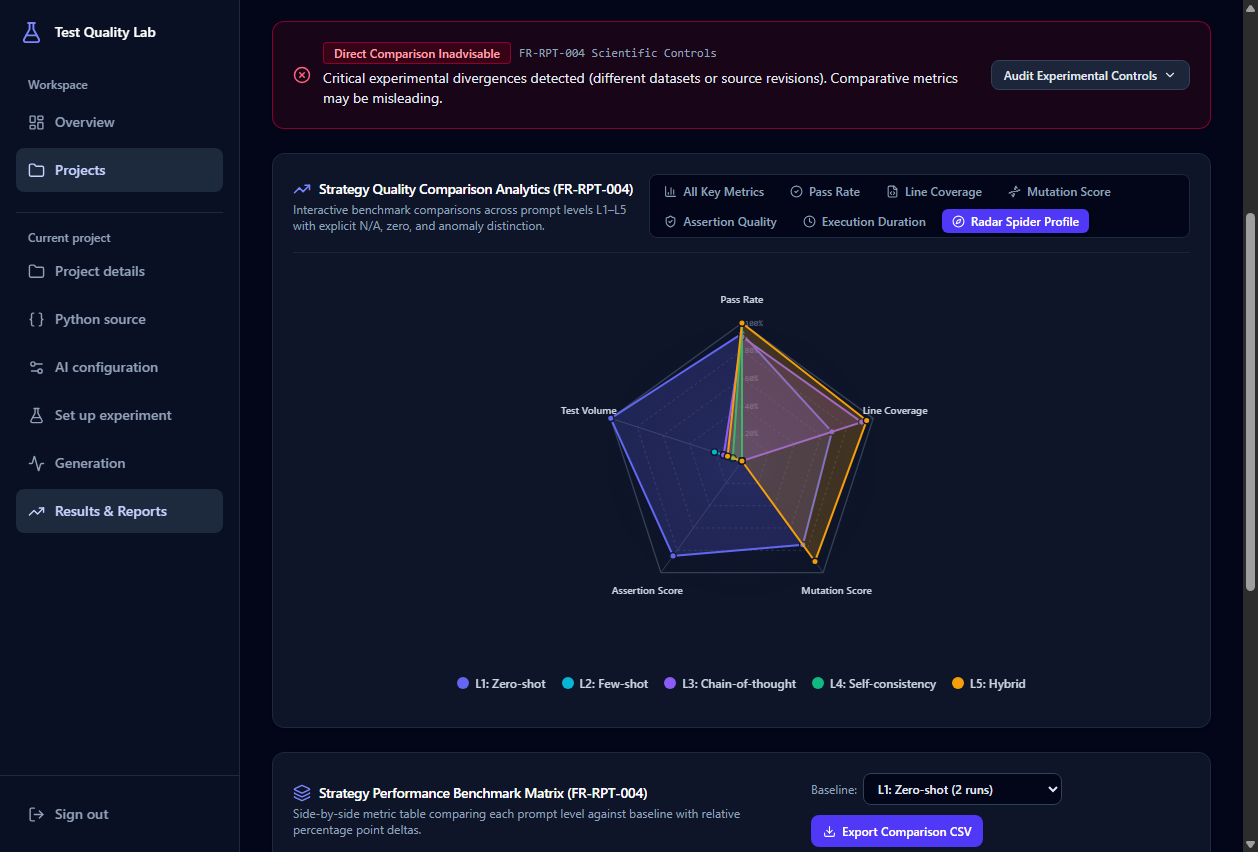 Test Quality Lab
Workspace
Overview
Projects
Current project
Project details
Python source
AI configuration
Set up experiment
Generation
Results & Reports
Sign out
Direct Comparison Inadvisable FR-RPT-004 Scientific Controls
Critical experimental divergences detected (different datasets or source revisions). Comparative metrics
may be misleading.
Audit Experimental Controls
Strategy Quality Comparison Analytics (FR-RPT-004)
Interactive benchmark comparisons across prompt levels L1–L5
with explicit N/A, zero, and anomaly distinction.
All Key Metrics Pass Rate Line Coverage Mutation Score
Assertion Quality Execution Duration Radar Spider Profile
Pass Rate
100%
80%
60%
40%
20%
Test Volume
Line Coverage
Assertion Score
Mutation Score
L1: Zero-shot L2: Few-shot L3: Chain-of-thought L4: Self-consistency L5: Hybrid
Strategy Performance Benchmark Matrix (FR-RPT-004)
Side-by-side metric table comparing each prompt level against baseline with relative
percentage point deltas.
Baseline: L1: Zero-shot (2 runs)
Export Comparison CSV